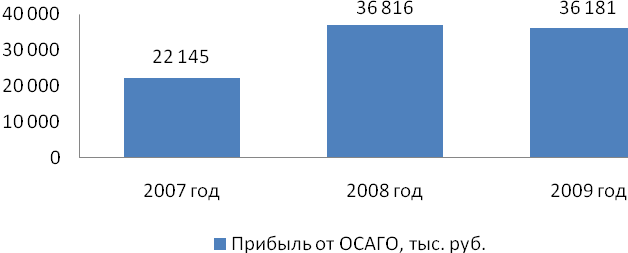 40 000
30 000
20 000
10 000
0
22 145
36 816
36 181
2007 год
2008 год
2009 год
Прибыль от ОСАГО, тыс. руб.